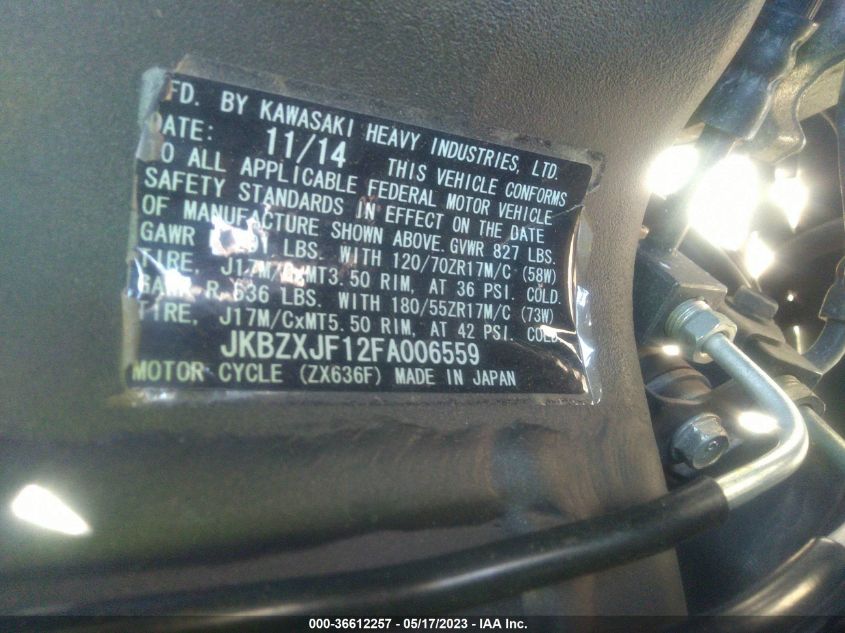 FD. BY KAWASAKI HEAVY INDUSTRIES, LTD.
DATE: 11/14 THIS VEHICLE CONFORMS
TO ALL APPLICABLE FEDERAL MOTOR VEHICLE
SAFETY STANDARDS IN EFFECT ON THE DATE
OF MANUFACTURE SHOWN ABOVE. GVWR 827 LBS.
GAWR LBS. WITH 120/70ZR17M/C (58W)
TIRE, J17M/CxMT3.50 RIM, AT 36 PSI. COLD.
GAWR R. 636 LBS. WITH 180/55ZR17M/C (73W)
TIRE, J17M/CxMT5.50 RIM, AT 42 PSI. COLD
JKBZXJF12FA006559
MOTOR CYCLE (ZX636F) MADE IN JAPAN
000-36612257 - 05/17/2023 - IAA Inc.